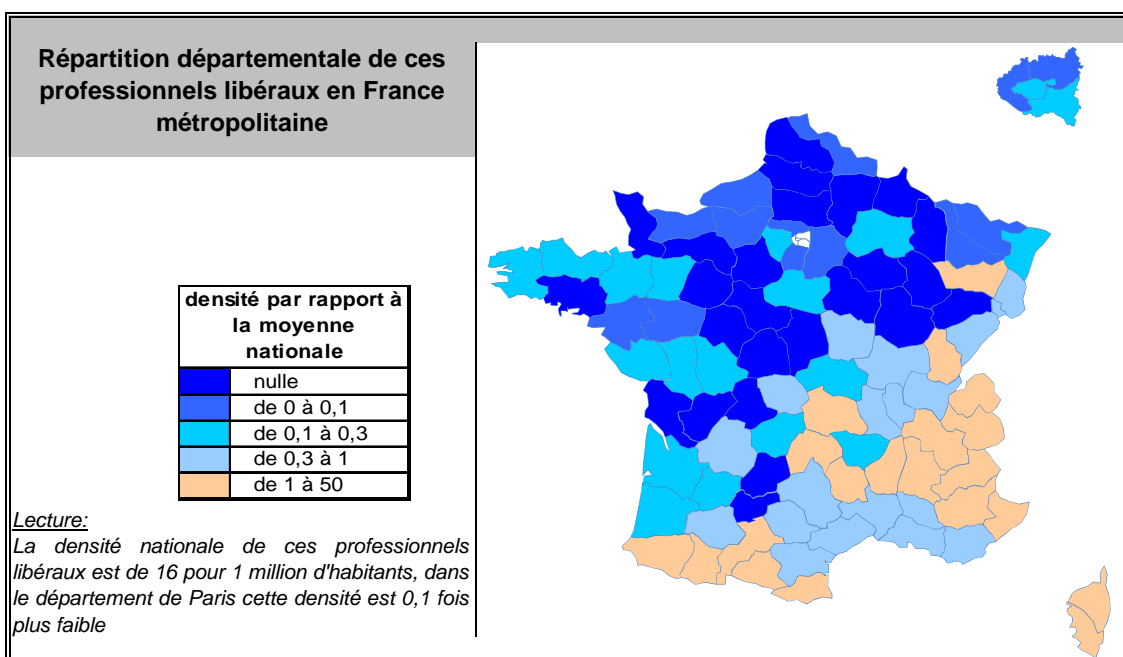 Répartition départementale de ces
professionnels libéraux en France
métropolitaine
densité par rapport à
la moyenne
nationale
nulle
de 0 à 0,1
de 0,1 à 0,3
de 0,3 à 1
de 1 à 50
Lecture:
La densité nationale de ces professionnels
libéraux est de 16 pour 1 million d'habitants, dans
le département de Paris cette densité est 0,1 fois
plus faible